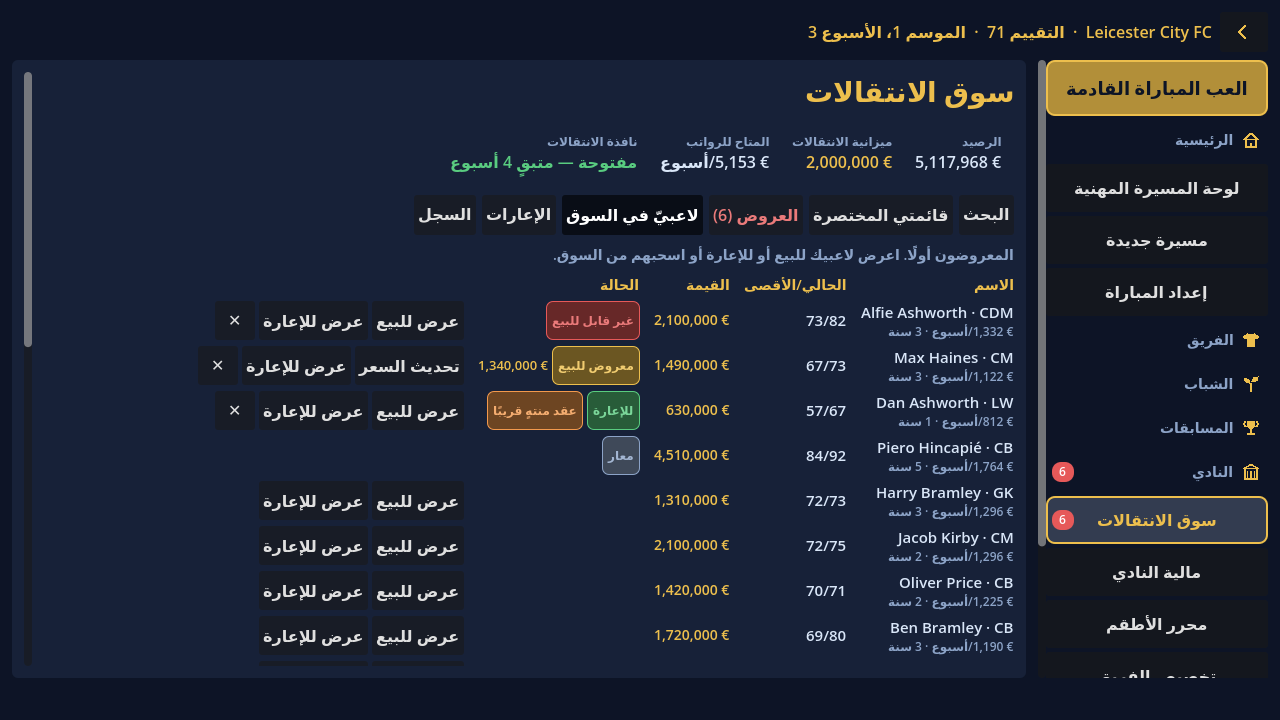 Leicester City FC · التقييم 71 · الموسم 1، الأسبوع 3
العب المباراة القادمة
الرئيسية
لوحة المسيرة المهنية
مسيرة جديدة
إعداد المباراة
الفريق
الشباب
المسابقات
النادي 6
سوق الانتقالات 6
مالية النادي
محرر الأطقم
تخصيص الفريق
سوق الانتقالات
الرصيد ميزانية الانتقالات المتاح للرواتب نافذة الانتقالات
5,117,968 € 2,000,000 € 5,153 €/أسبوع مفتوحة — متبقٍ 4 أسبوع
البحث قائمتي المختصرة العروض (6) لاعبيّ في السوق الإعارات السجل
المعروضون أولًا. اعرض لاعبيك للبيع أو للإعارة أو اسحبهم من السوق.
الاسم الحالي/الأقصى القيمة الحالة
Alfie Ashworth · CDM 73/82 2,100,000 € غير قابل للبيع عرض للبيع عرض للإعارة ✕
1,332 €/أسبوع · 3 سنة
Max Haines · CM 67/73 1,490,000 € معروض للبيع 1,340,000 € تحديث السعر عرض للإعارة ✕
1,122 €/أسبوع · 3 سنة
Dan Ashworth · LW 57/67 630,000 € للإعارة عقد منتهٍ قريبًا عرض للبيع عرض للإعارة ✕
812 €/أسبوع · 1 سنة
Piero Hincapié · CB 84/92 4,510,000 € معار
1,764 €/أسبوع · 5 سنة
Harry Bramley · GK 72/73 1,310,000 € عرض للبيع عرض للإعارة
1,296 €/أسبوع · 3 سنة
Jacob Kirby · CM 72/75 2,100,000 € عرض للبيع عرض للإعارة
1,296 €/أسبوع · 2 سنة
Oliver Price · CB 70/71 1,420,000 € عرض للبيع عرض للإعارة
1,225 €/أسبوع · 2 سنة
Ben Bramley · CB 69/80 1,720,000 € عرض للبيع عرض للإعارة
1,190 €/أسبوع · 3 سنة